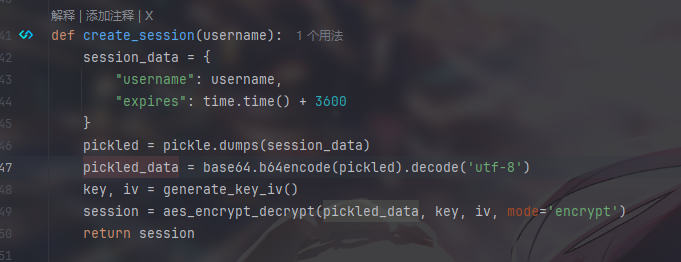 解释 | 添加注释 | X
41 def create_session(username): 1 个用法
42 session_data = {
43 "username": username,
44 "expires": time.time() + 3600
45 }
46 pickled = pickle.dumps(session_data)
47 pickled_data = base64.b64encode(pickled).decode('utf-8')
48 key, iv = generate_key_iv()
49 session = aes_encrypt_decrypt(pickled_data, key, iv, mode='encrypt')
50 return session
51